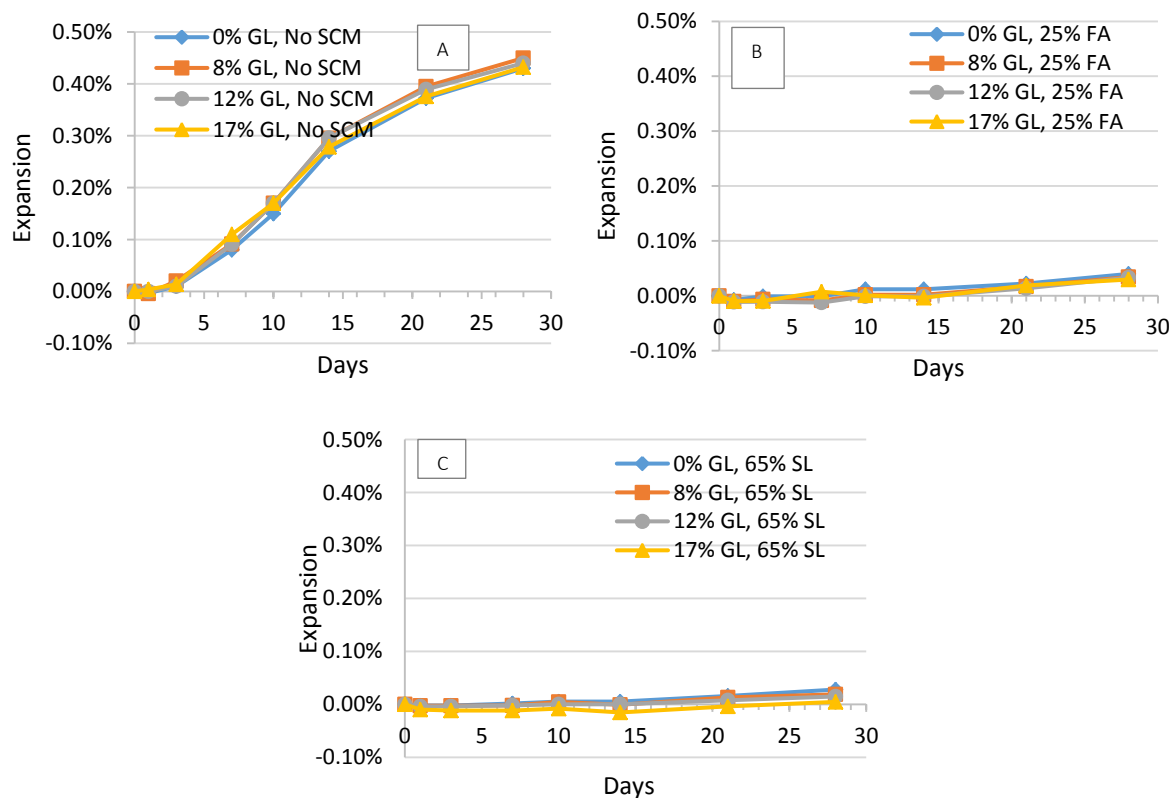 A
0% GL, No SCM
8% GL, No SCM
12% GL, No SCM
17% GL, No SCM
0.50%
0.40%
0.30%
0.20%
0.10%
0.00%
-0.10%
Expansion
0 5 10 15 20 25 30
Days
B
0% GL, 25% FA
8% GL, 25% FA
12% GL, 25% FA
17% GL, 25% FA
0.50%
0.40%
0.30%
0.20%
0.10%
0.00%
-0.10%
Expansion
0 5 10 15 20 25 30
Days
C
0% GL, 65% SL
8% GL, 65% SL
12% GL, 65% SL
17% GL, 65% SL
0.50%
0.40%
0.30%
0.20%
0.10%
0.00%
-0.10%
Expansion
0 5 10 15 20 25 30
Days